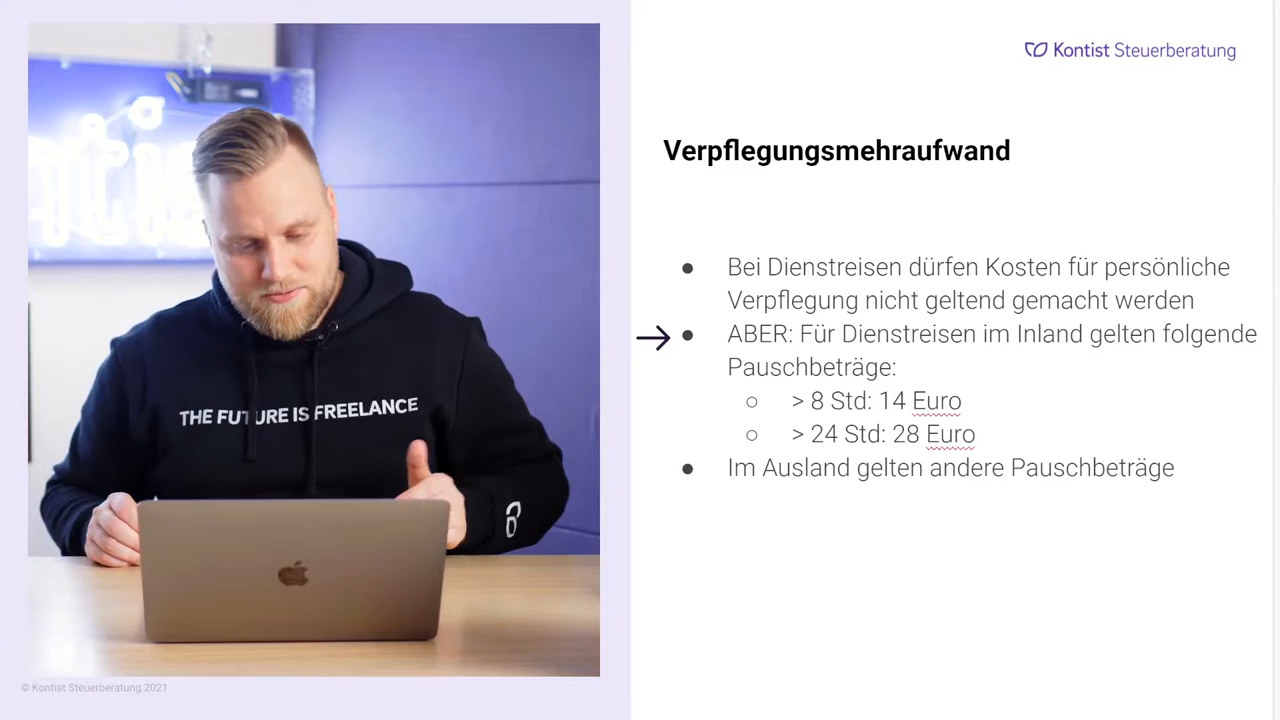 Kontist Steuerberatung
Verpflegungsmehraufwand
● Bei Dienstreisen dürfen Kosten für persönliche
Verpflegung nicht geltend gemacht werden
● ABER: Für Dienstreisen im Inland gelten folgende
Pauschbeträge:
○ > 8 Std: 14 Euro
○ > 24 Std: 28 Euro
● Im Ausland gelten andere Pauschbeträge
THE FUTURE IS FREELANCE
© Kontist Steuerberatung 2021